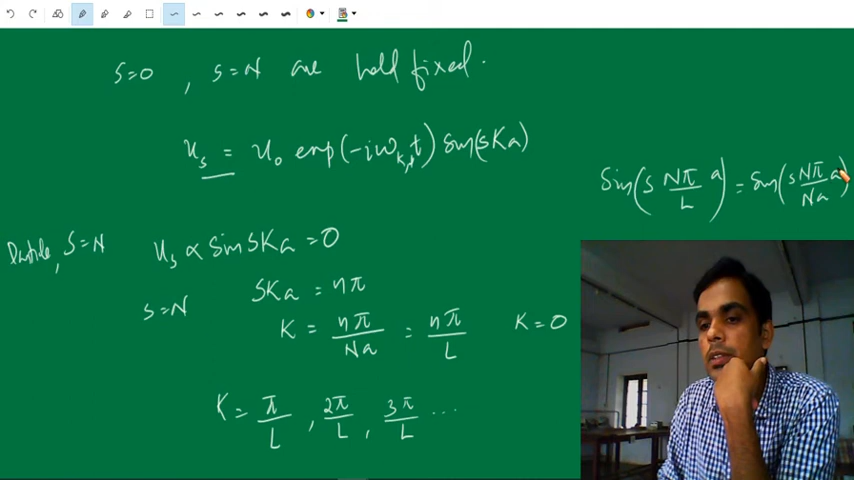 s=0 , s=N are held fixed.
u_s = u_0 exp(-iω_{k,p}t) sin(sKa)
sin(s Nπ/L a) = sin(s Nπ/Na a)
s=N u_s ∝ sin sKa = 0
s=N sKa = nπ
K = nπ/Na = nπ/L K=0
K = π/L , 2π/L , 3π/L ...